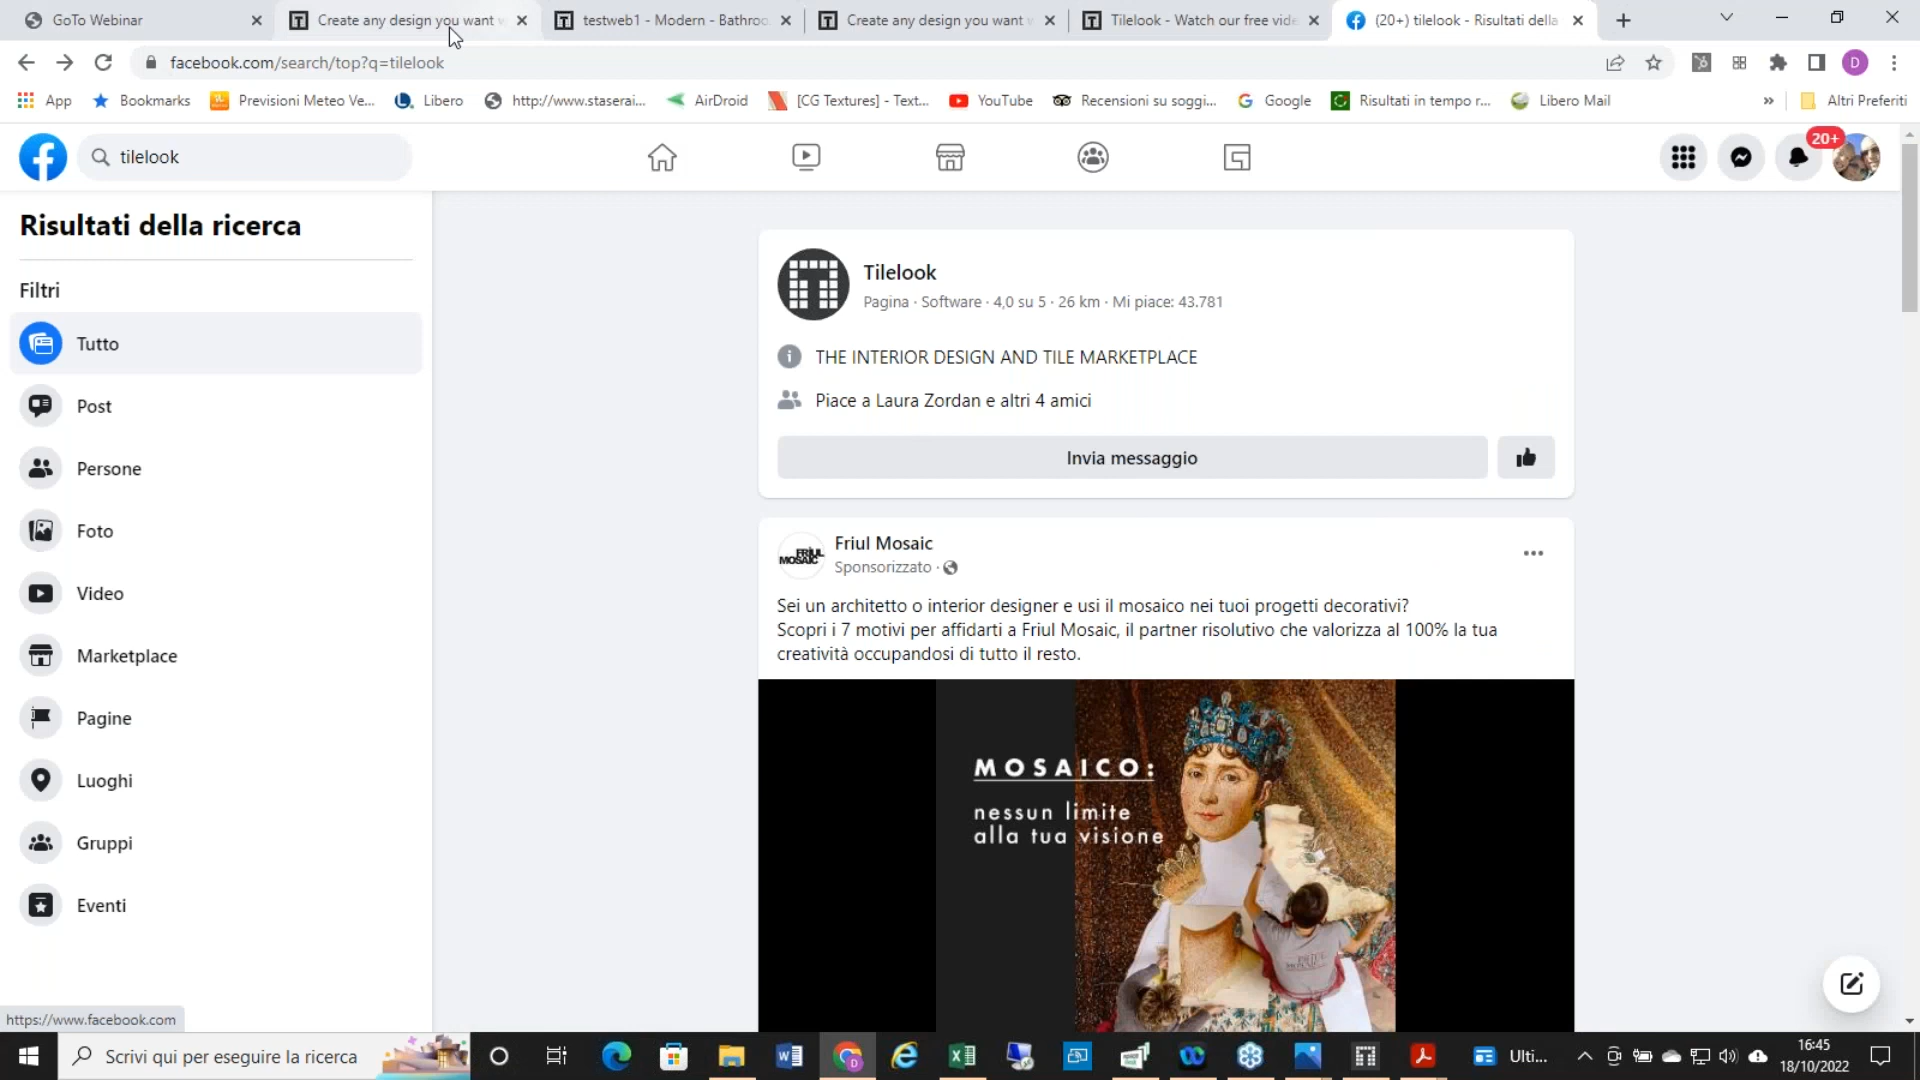 GoTo Webinar
Create any design you want w
testweb1 - Modern - Bathroo
Create any design you want w
Tilelook - Watch our free vide
(20+) tilelook - Risultati della
facebook.com/search/top?q=tilelook
D
App
Bookmarks
Previsioni Meteo Ve...
Libero
http://www.staserai...
AirDroid
[CG Textures] - Text...
YouTube
Recensioni su soggi...
Google
Risultati in tempo r...
Libero Mail
»
Altri Preferiti
tilelook
20+
Risultati della ricerca
Filtri
Tutto
Post
Persone
Foto
Video
Marketplace
Pagine
Luoghi
Gruppi
Eventi
Tilelook
Pagina · Software · 4,0 su 5 · 26 km · Mi piace: 43.781
THE INTERIOR DESIGN AND TILE MARKETPLACE
Piace a Laura Zordan e altri 4 amici
Invia messaggio
FRIUL
MOSAIC
Friul Mosaic
Sponsorizzato ·
Sei un architetto o interior designer e usi il mosaico nei tuoi progetti decorativi?
Scopri i 7 motivi per affidarti a Friul Mosaic, il partner risolutivo che valorizza al 100% la tua
creatività occupandosi di tutto il resto.
MOSAICO:
nessun limite
alla tua visione
https://www.facebook.com
Scrivi qui per eseguire la ricerca
Ulti...
16:45
18/10/2022